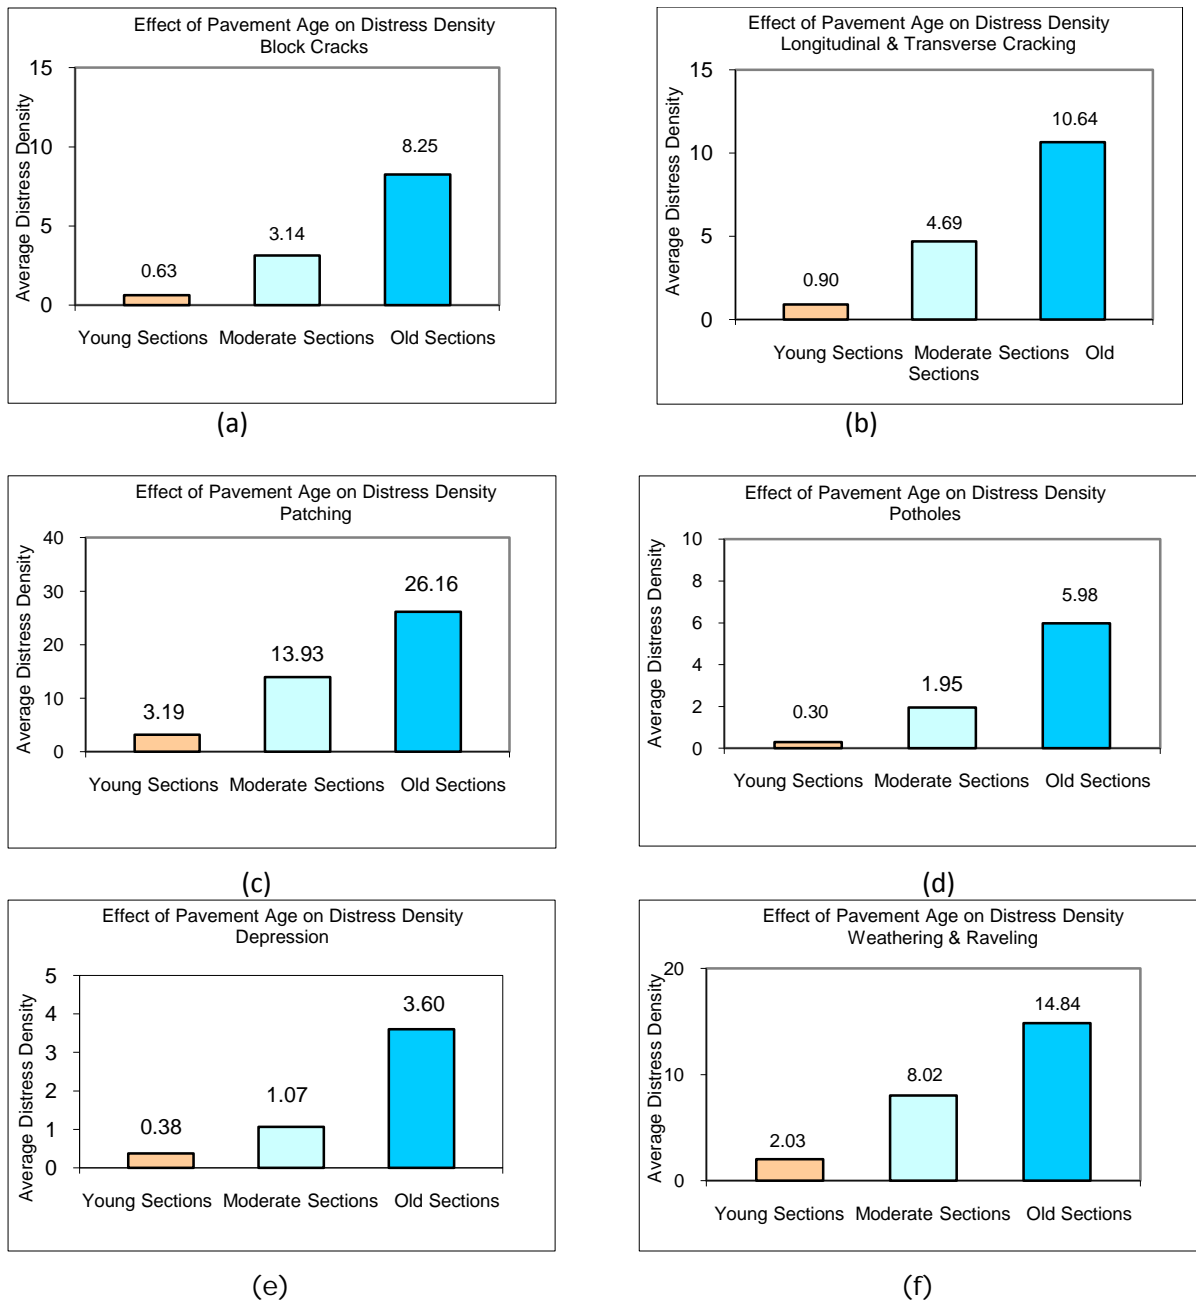 Effect of Pavement Age on Distress Density
Block Cracks
Average Distress Density
15
10
5
0
0.63
3.14
8.25
Young Sections Moderate Sections Old Sections
(a)
Effect of Pavement Age on Distress Density
Longitudinal & Transverse Cracking
Average Distress Density
15
10
5
0
0.90
4.69
10.64
Young Sections Moderate Sections Old
Sections
(b)
Effect of Pavement Age on Distress Density
Patching
Average Distress Density
40
30
20
10
0
3.19
13.93
26.16
Young Sections Moderate Sections Old Sections
(c)
Effect of Pavement Age on Distress Density
Potholes
Average Distress Density
10
8
6
4
2
0
0.30
1.95
5.98
Young Sections Moderate Sections Old Sections
(d)
Effect of Pavement Age on Distress Density
Depression
Average Distress Density
5
4
3
2
1
0
0.38
1.07
3.60
Young Sections Moderate Sections Old Sections
(e)
Effect of Pavement Age on Distress Density
Weathering & Raveling
Average Distress Density
20
10
0
2.03
8.02
14.84
Young Sections Moderate Sections Old Sections
(f)